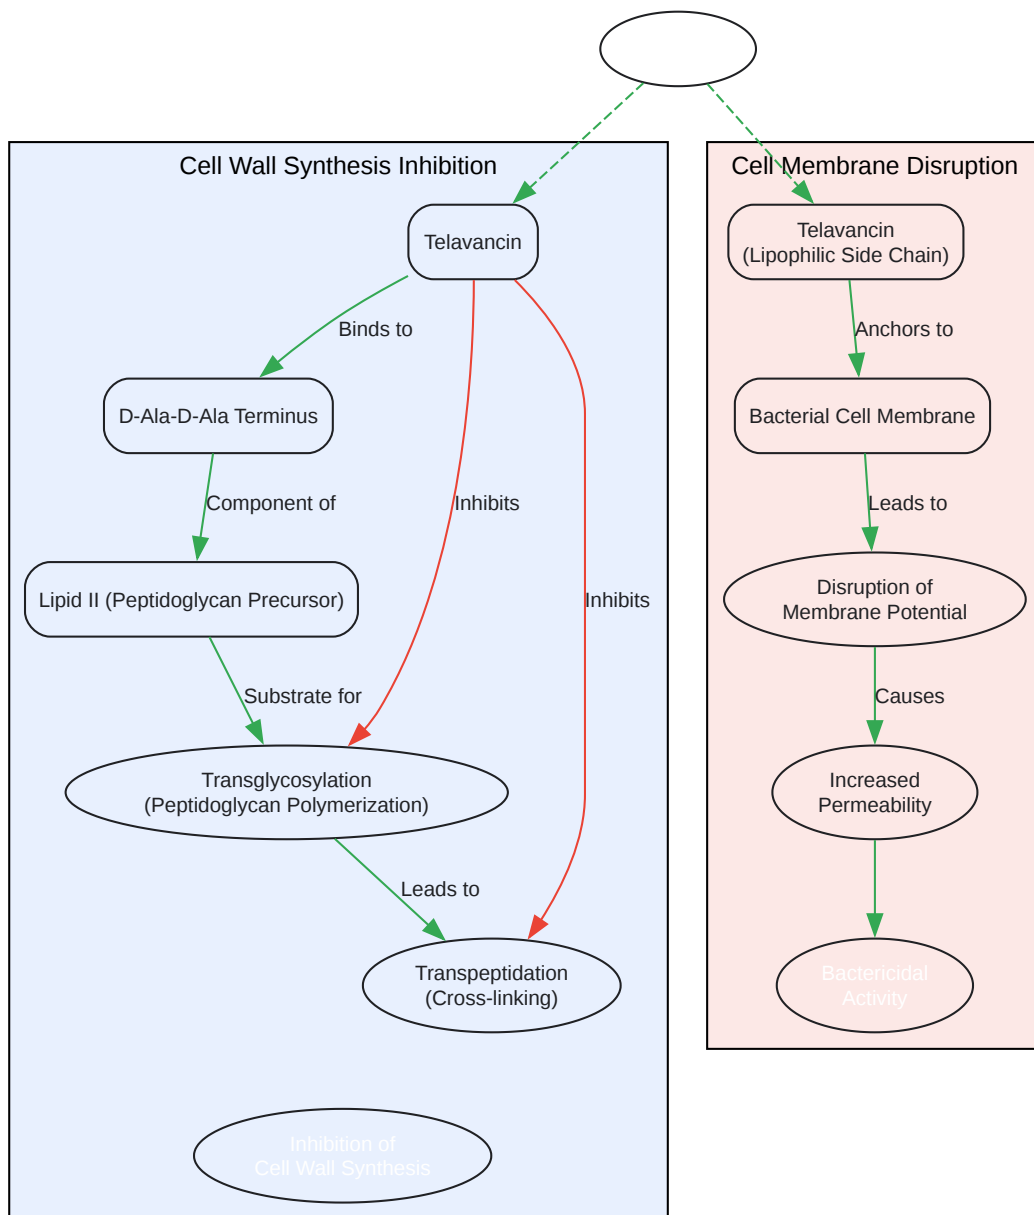 Cell Wall Synthesis Inhibition
Telavancin
Binds to
D-Ala-D-Ala Terminus
Component of
Inhibits
Lipid II (Peptidoglycan Precursor)
Inhibits
Substrate for
Transglycosylation
(Peptidoglycan Polymerization)
Leads to
Transpeptidation
(Cross-linking)
Inhibition of
Cell Wall Synthesis
Cell Membrane Disruption
Telavancin
(Lipophilic Side Chain)
Anchors to
Bacterial Cell Membrane
Leads to
Disruption of
Membrane Potential
Causes
Increased
Permeability
Bactericidal
Activity